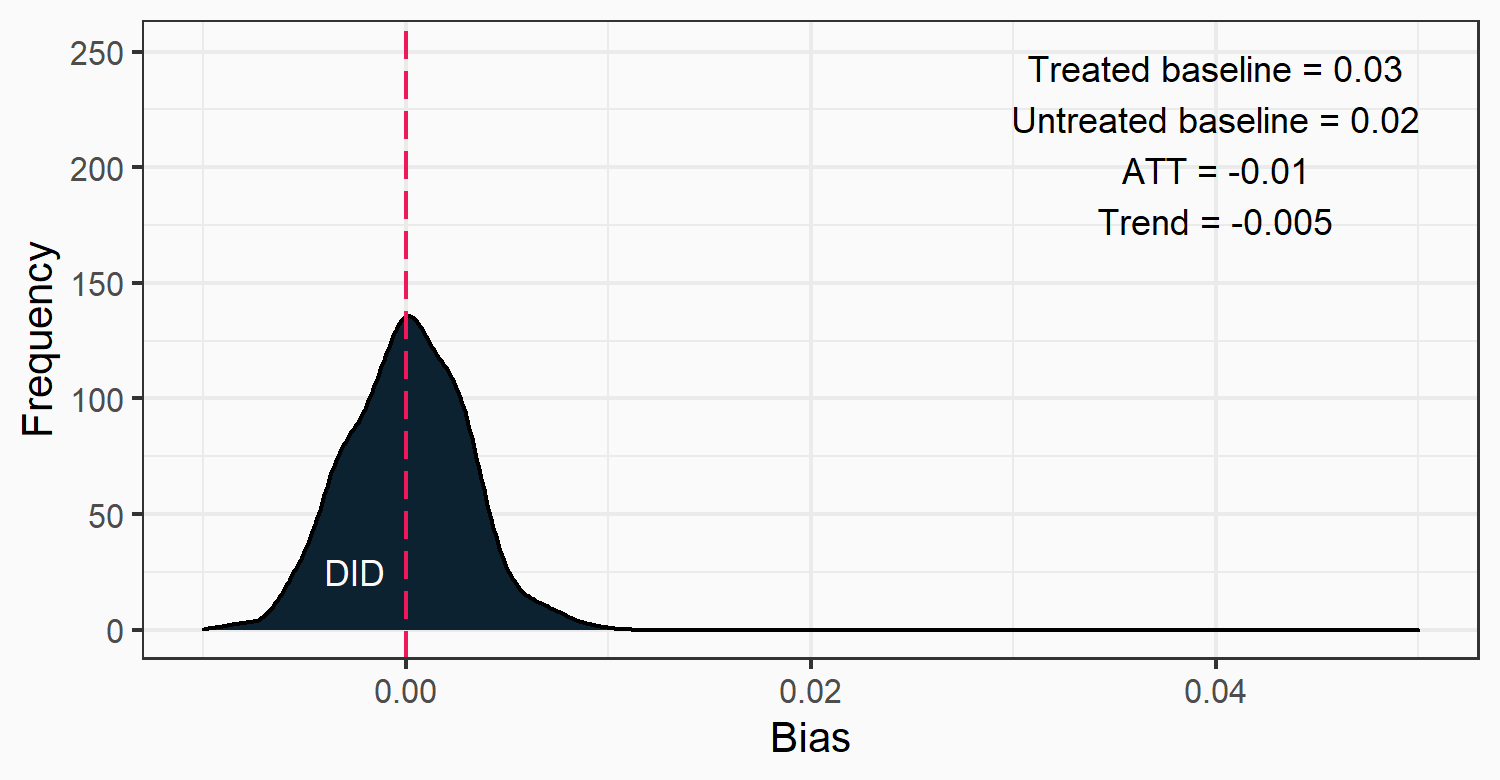 250
200
150
100
50
0
Frequency
Treated baseline = 0.03
Untreated baseline = 0.02
ATT = -0.01
Trend = -0.005
DID
0.00
0.02
0.04
Bias